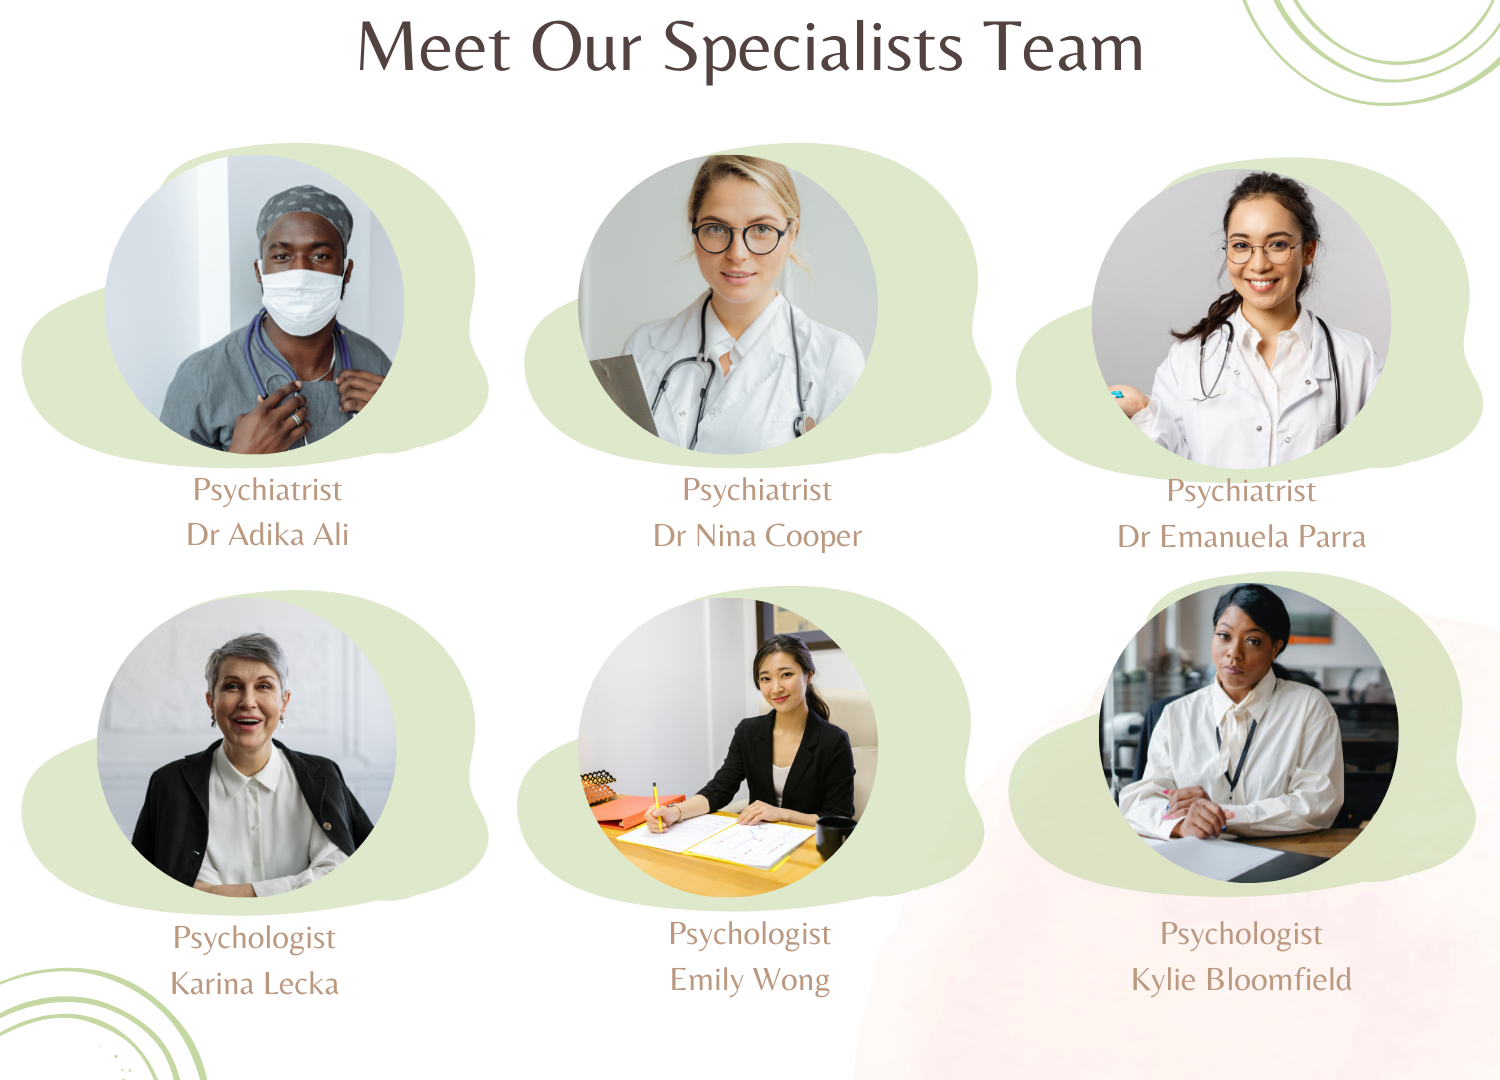 Meet Our Specialists Team
Psychiatrist
Dr Adika Ali
Psychiatrist
Dr Nina Cooper
Psychiatrist
Dr Emanuela Parra
Psychologist
Karina Lecka
Psychologist
Emily Wong
Psychologist
Kylie Bloomfield